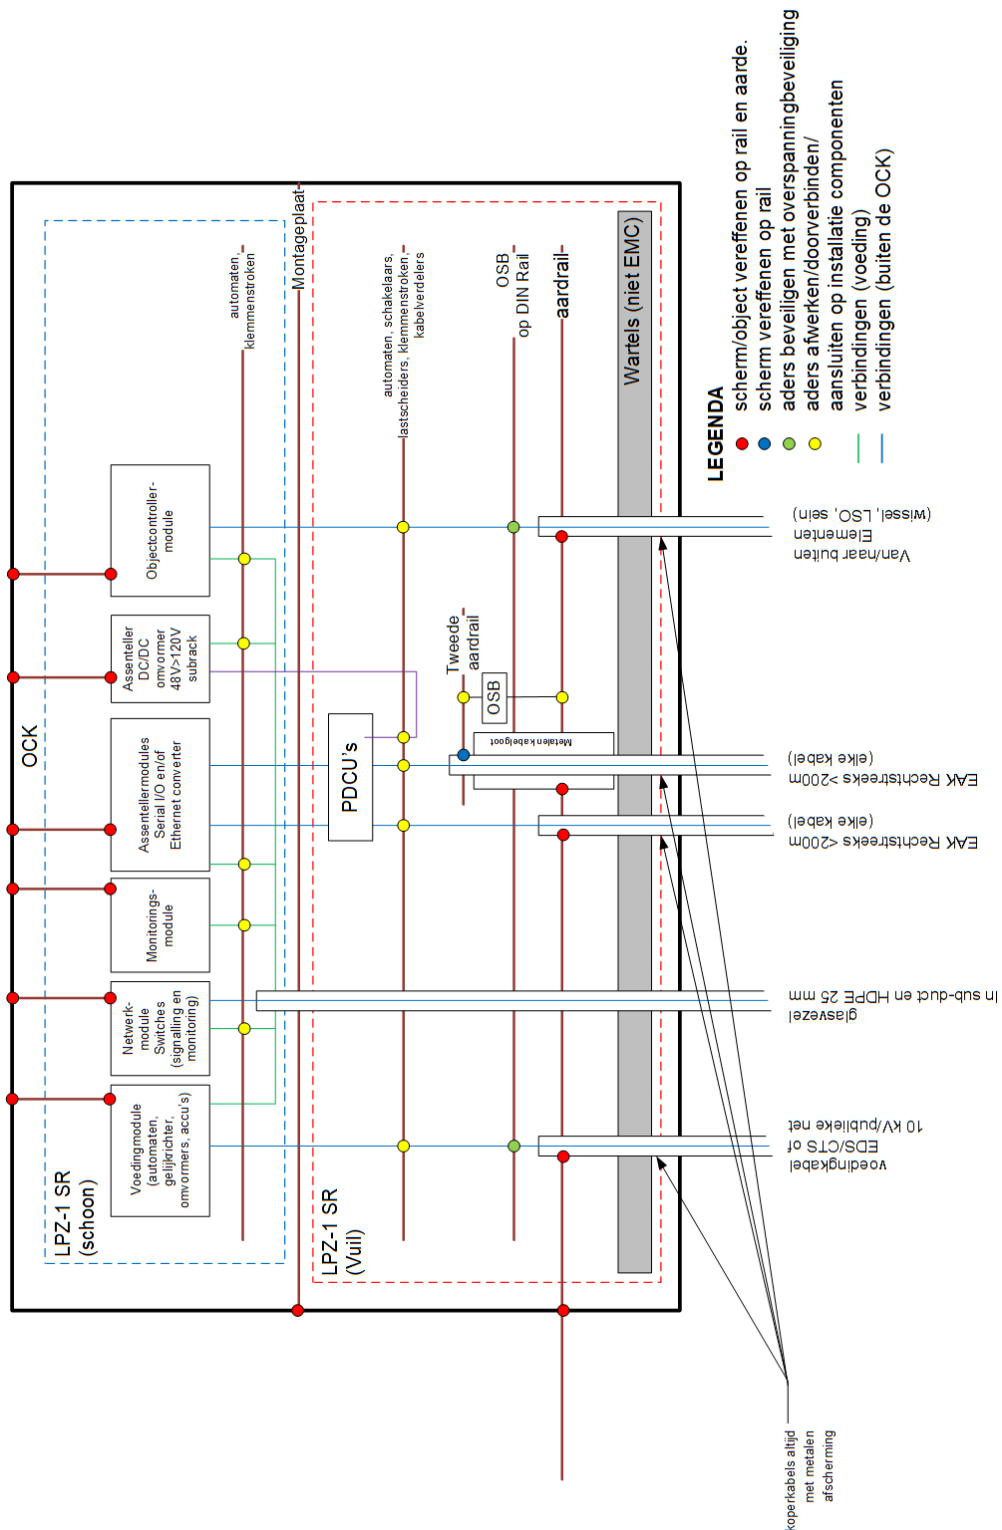 OCK
LPZ-1 SR
(schoon)
Voedingmodule
(automaten,
gelijkrichter,
omvormers, accu's)
Netwerk-
module
Switches
(signalling en
monitoring)
Monitorings-
module
Assentellermodules
Serial I/O en/of
Ethernet converter
Assenteller
DC/DC
omvormer
48V>120V
subrack
Objectcontroller-
module
automaten,
klemmenstroken
Montageplaat
LPZ-1 SR
(Vuil)
PDCU's
automaten, schakelaars,
lastscheiders, klemmenstroken,
kabelverdelers
Tweede
aardrail
OSB
Metalen kabelgoot
OSB
op DIN Rail
aardrail
Wartels (niet EMC)
voedingkabel
EDS/CTS of
10 kV/publieke net
glasvezel
In sub-duct en HDPE 25 mm
EAK Rechtstreeks <200m
(elke kabel)
EAK Rechtstreeks >200m
(elke kabel)
Van/naar buiten
Elementen
(wissel, LSO, sein)
koperkabels altijd
met metalen
afscherming
LEGENDA
scherm/object vereffenen op rail en aarde.
scherm vereffenen op rail
aders beveiligen met overspanningbeveiliging
aders afwerken/doorverbinden/
aansluiten op installatie componenten
verbindingen (voeding)
verbindingen (buiten de OCK)